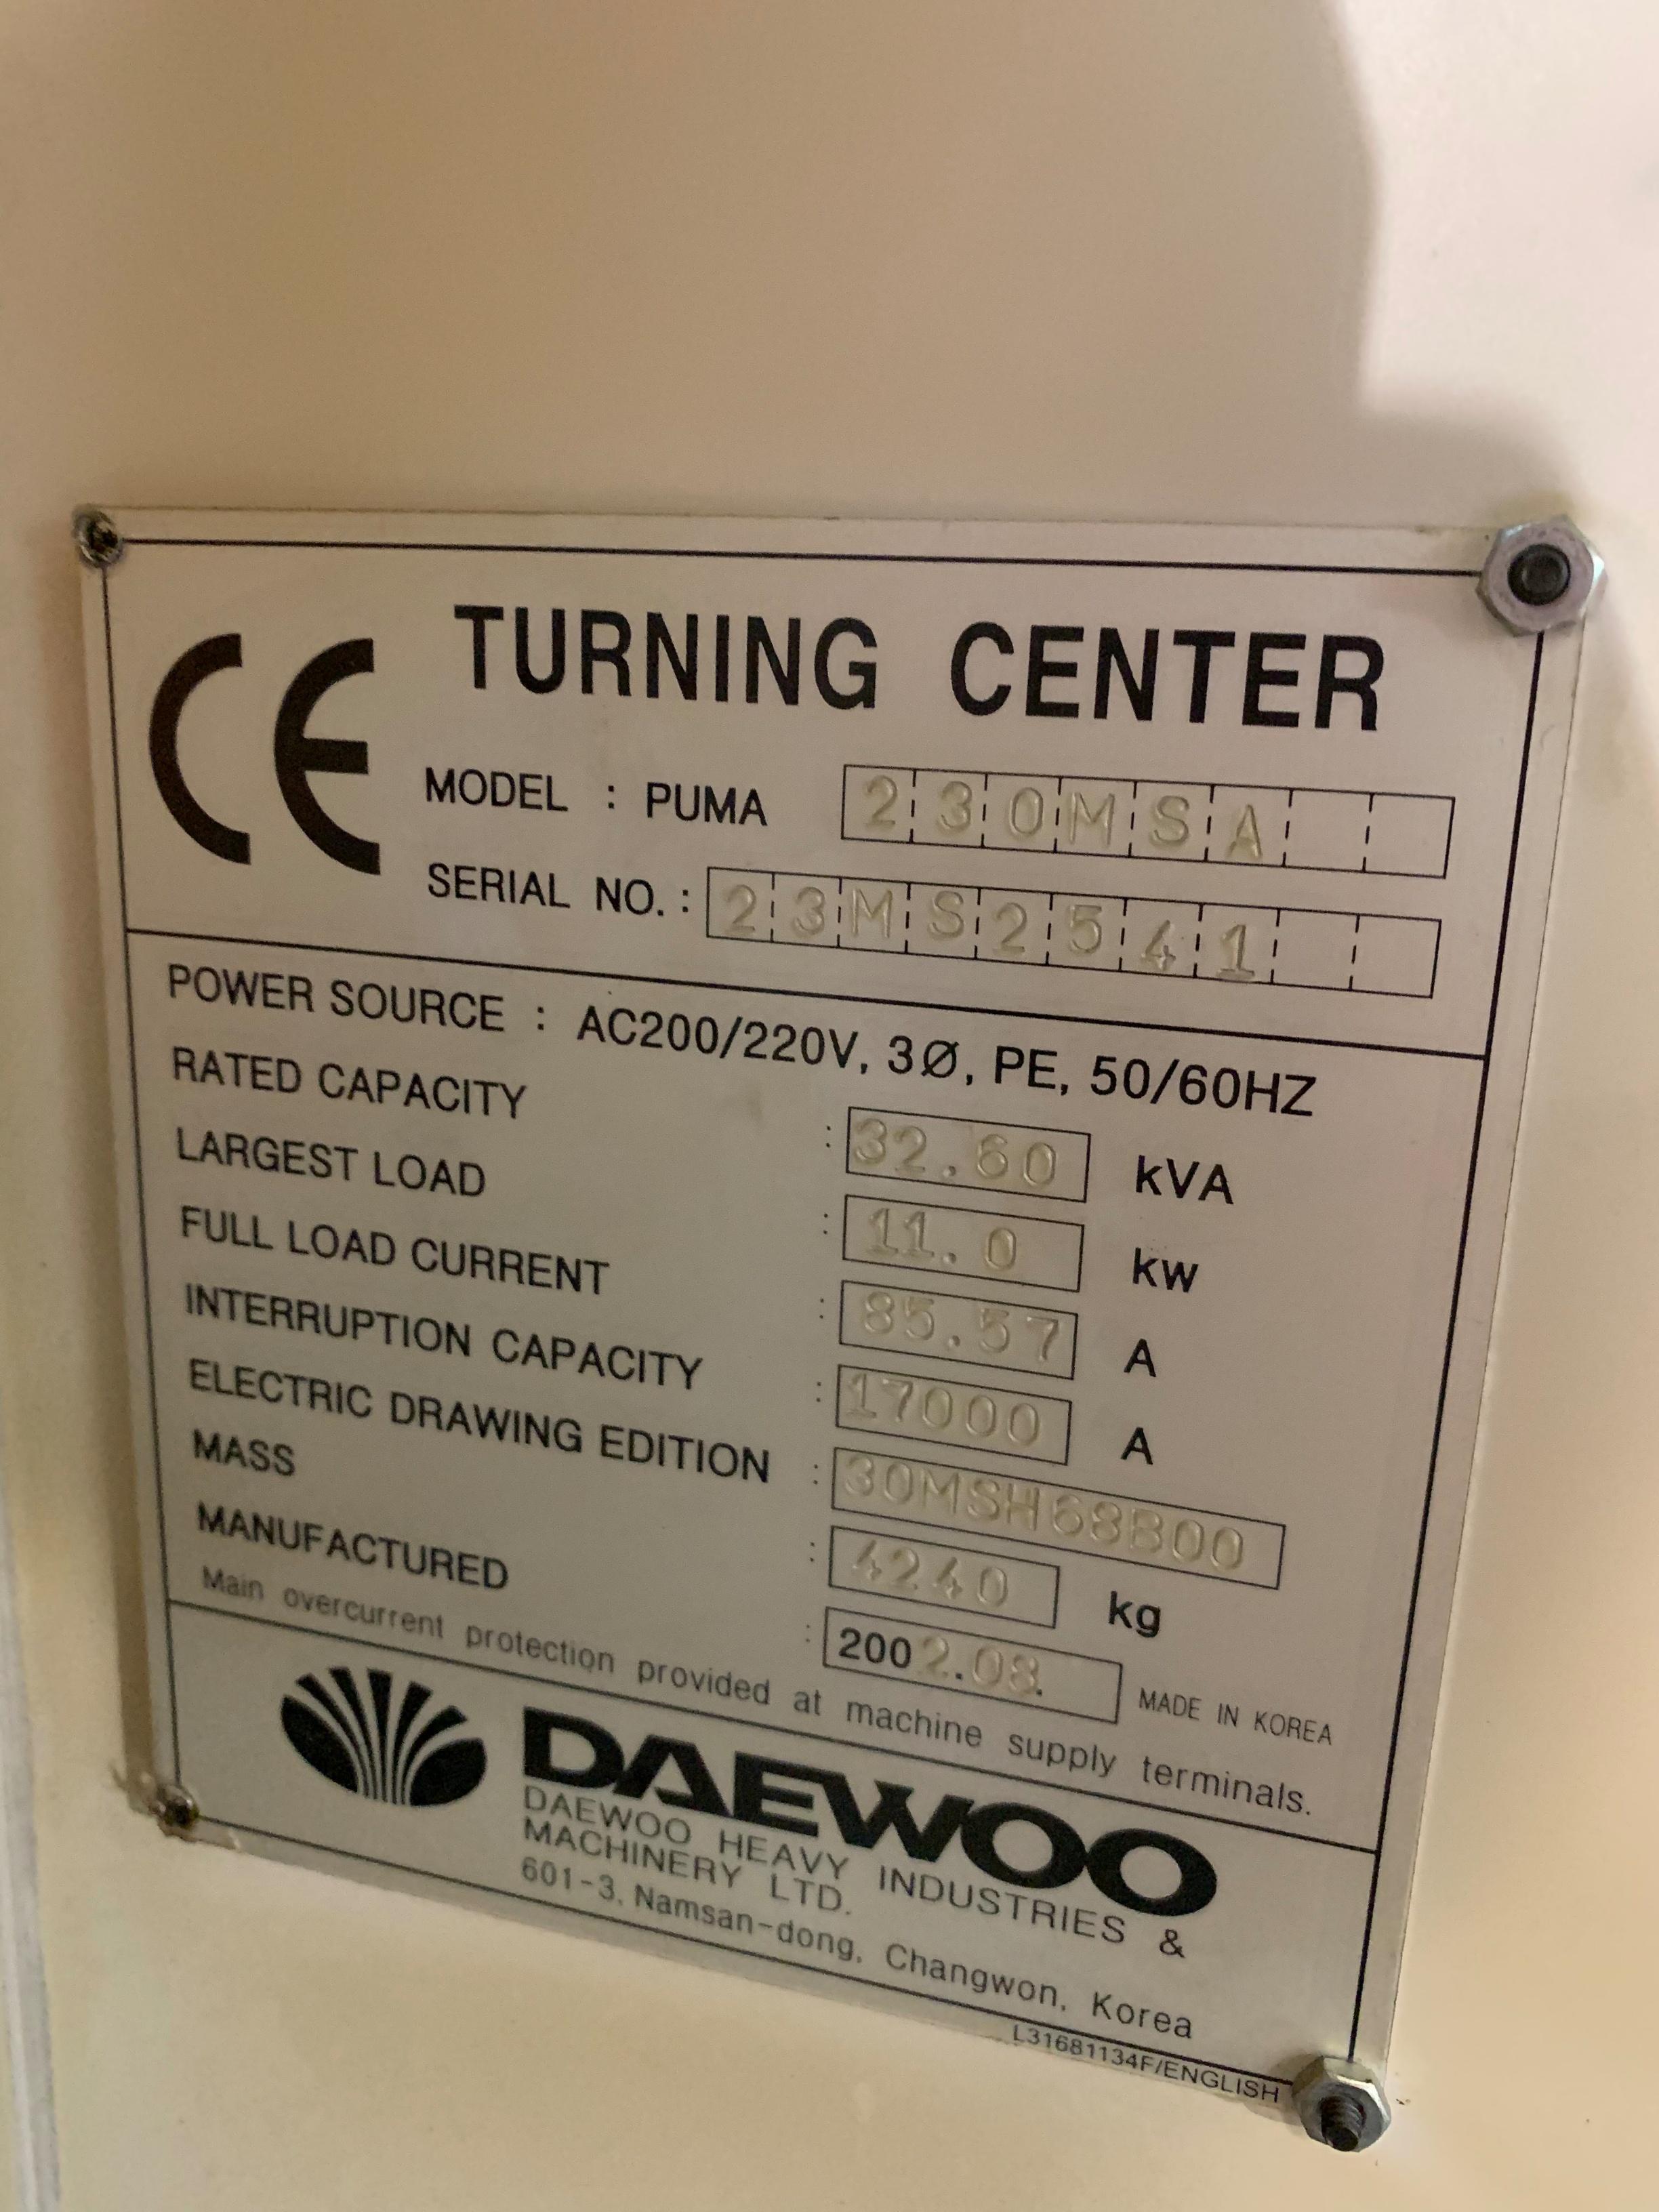 CE TURNING CENTER
MODEL : PUMA 230MSA
SERIAL NO. : 23MS2541
POWER SOURCE : AC200/220V, 3Ø, PE, 50/60HZ
RATED CAPACITY : 32.60 kVA
LARGEST LOAD : 11.0 kw
FULL LOAD CURRENT : 85.57 A
INTERRUPTION CAPACITY : 17000 A
ELECTRIC DRAWING EDITION : 30MSH68B00
MASS : 4240 kg
MANUFACTURED : 2002.08. MADE IN KOREA
Main overcurrent protection provided at machine supply terminals.
DAEWOO
DAEWOO HEAVY INDUSTRIES &
MACHINERY LTD.
601-3, Namsan-dong, Changwon, Korea
L31681134F/ENGLISH